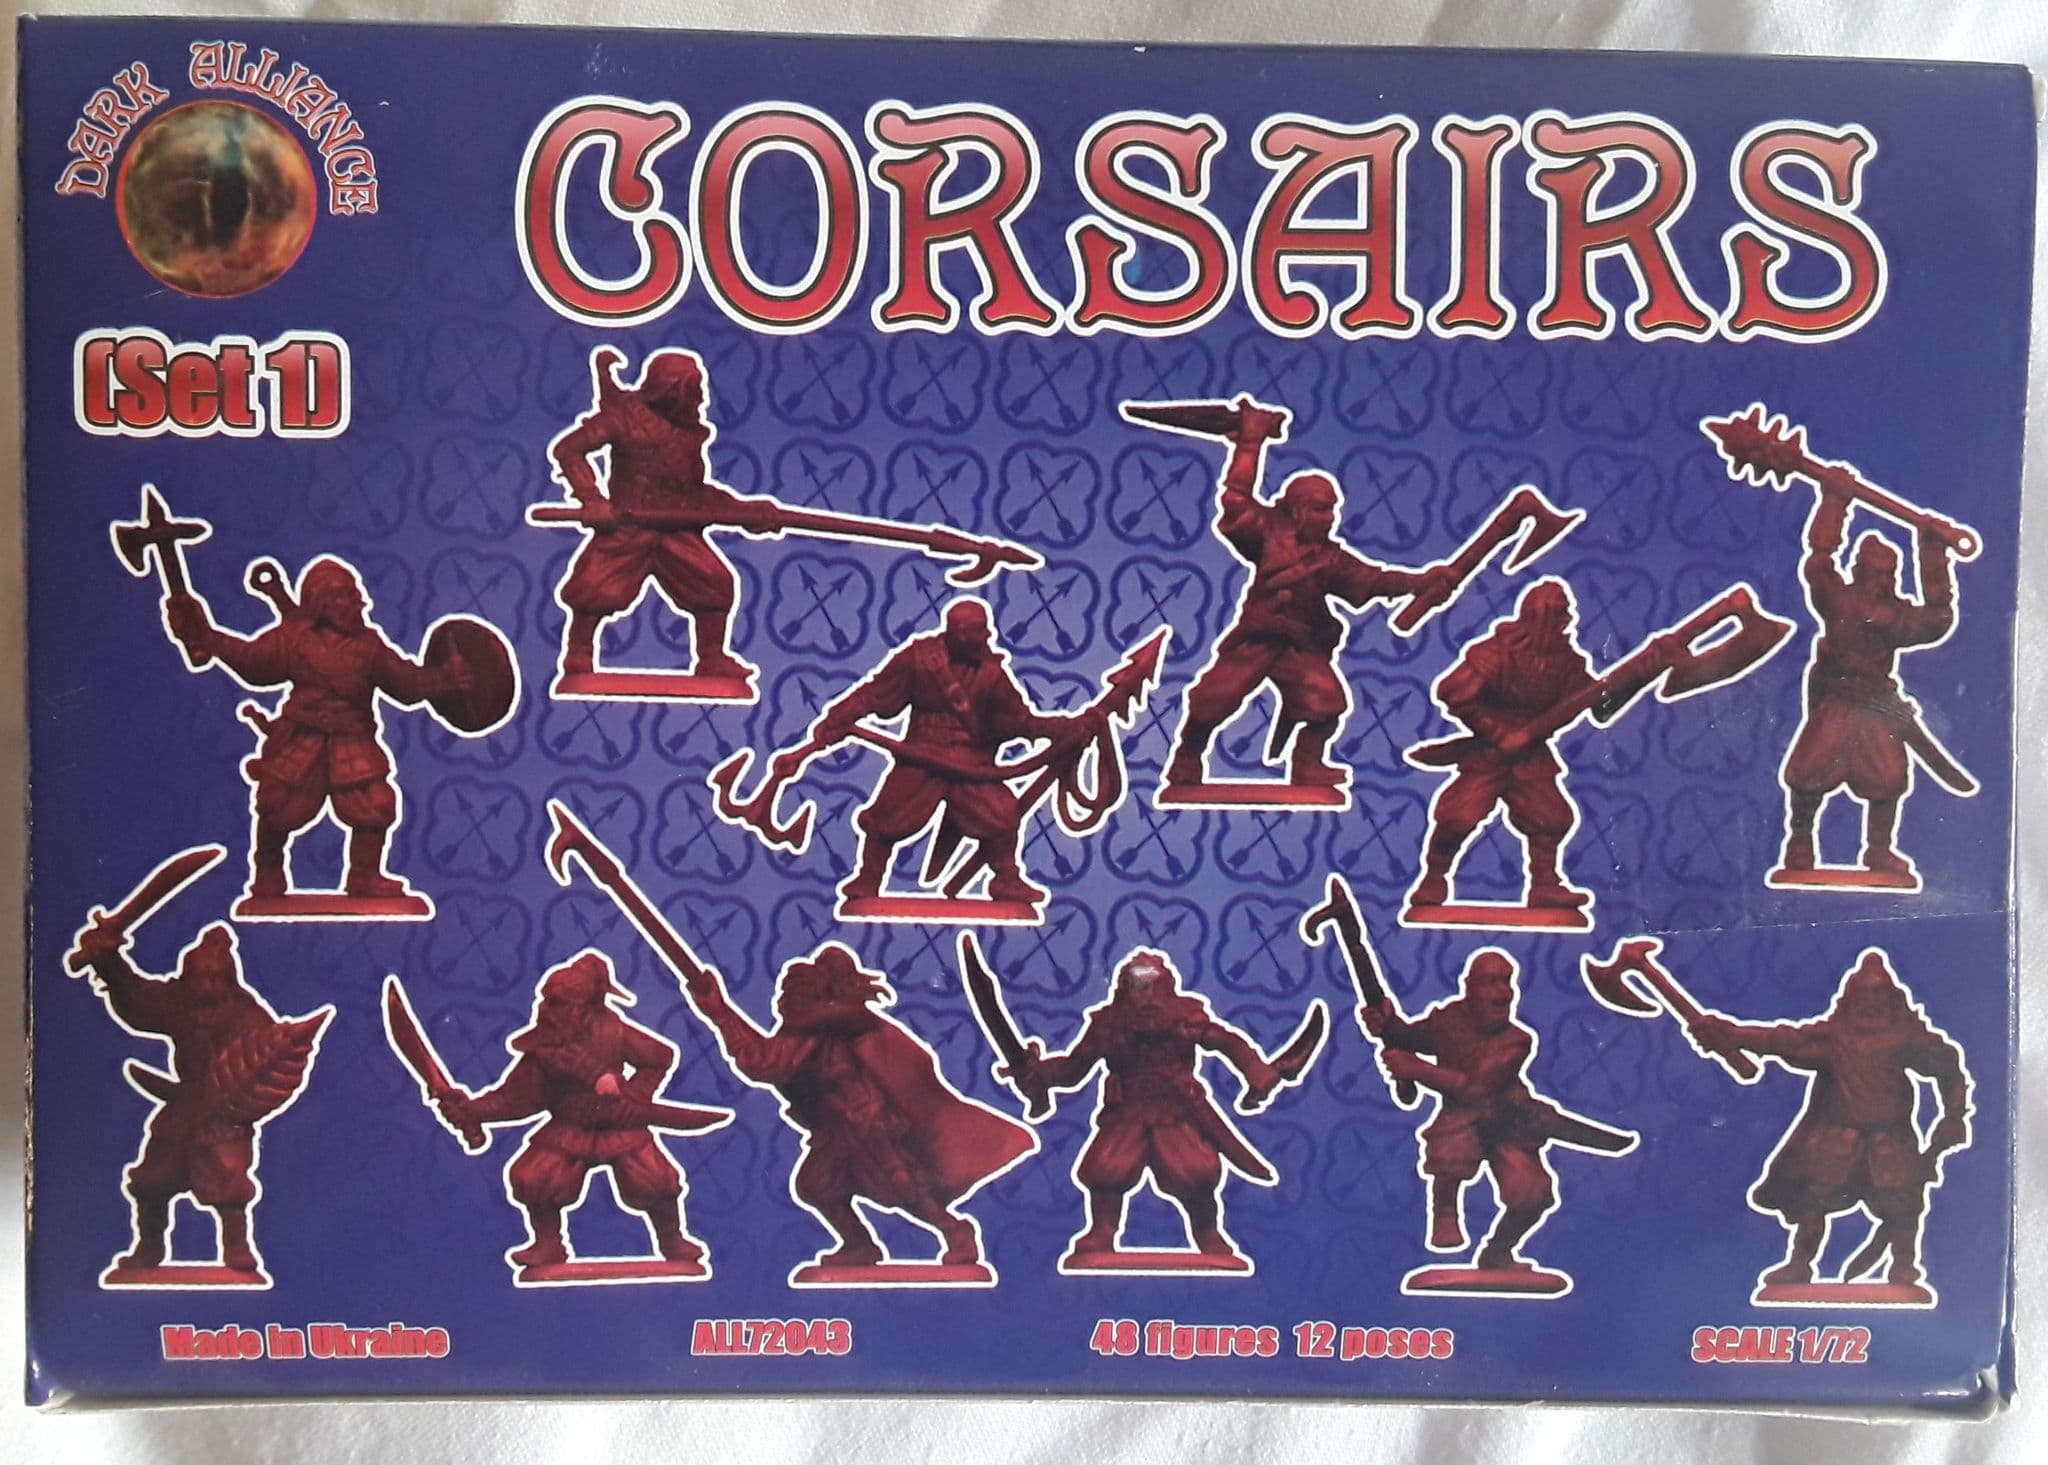 DARK ALLIANCE
CORSAIRS
(Set 1)
Made in Ukraine
ALL72043
48 figures 12 poses
SCALE 1/72